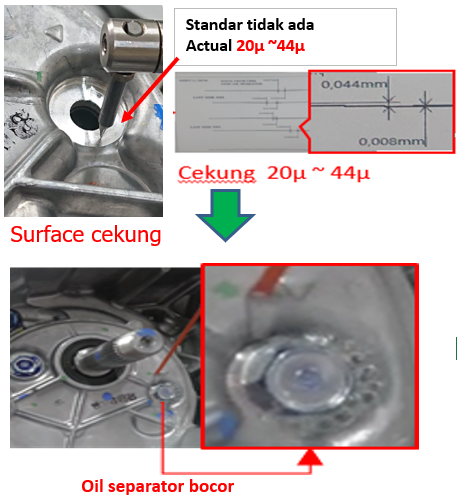 Standar tidak ada
Actual 20µ ~44µ
0,044mm
0,008mm
Cekung 20µ ~ 44µ
Surface cekung
Oil separator bocor